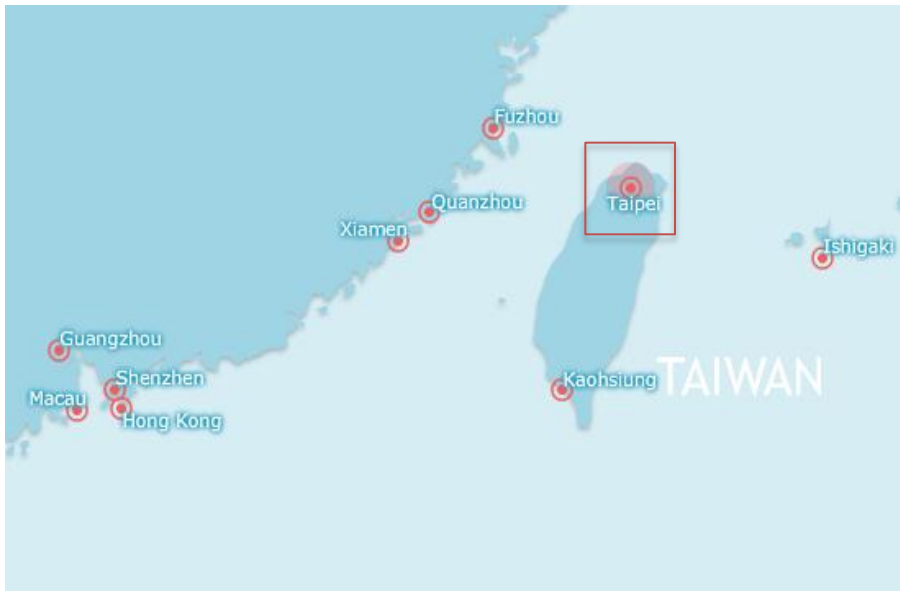 Fuzhou
Quanzhou
Taipei
Xiamen
Ishigaki
Guangzhou
Shenzhen
Kaohsiung
TAIWAN
Macau
Hong Kong